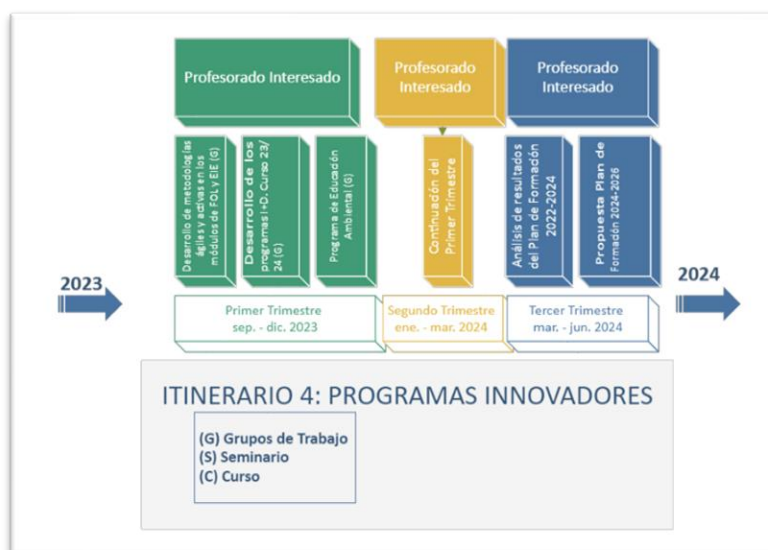 Profesorado Interesado
Profesorado
Interesado
Profesorado
Interesado
Desarrollo de metodologías
ágiles y activas en los
módulos de FOL y EIE (G)
Desarrollo de los
programas I+D. Curso 23/
24 (G)
Programa de Educación
Ambiental (G)
Continuación del
Primer Trimestre
Análisis de resultados
del Plan de Formación
2022-2024
Propuesta Plan de
Formación 2024-2026
2023
2024
Primer Trimestre
sep. - dic. 2023
Segundo Trimestre
ene. - mar. 2024
Tercer Trimestre
mar. - jun. 2024
ITINERARIO 4: PROGRAMAS INNOVADORES
(G) Grupos de Trabajo
(S) Seminario
(C) Curso